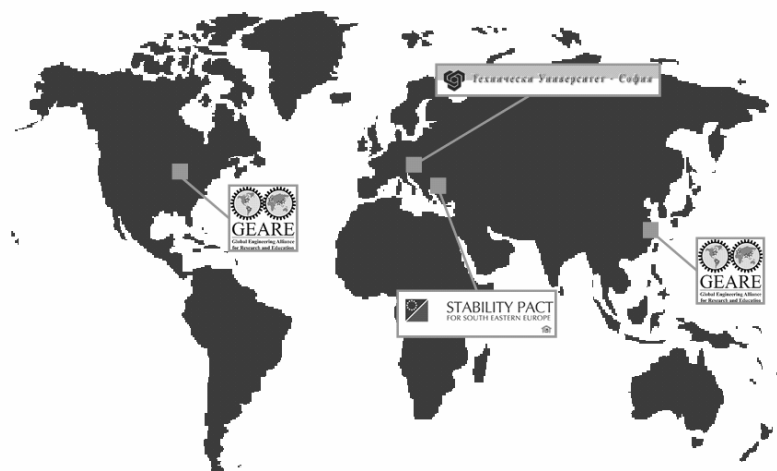 Технически Университет - София
GEARE
Global Engineering Alliance
for Research and Education
GEARE
Global Engineering Alliance
for Research and Education
STABILITY PACT
FOR SOUTH EASTERN EUROPE